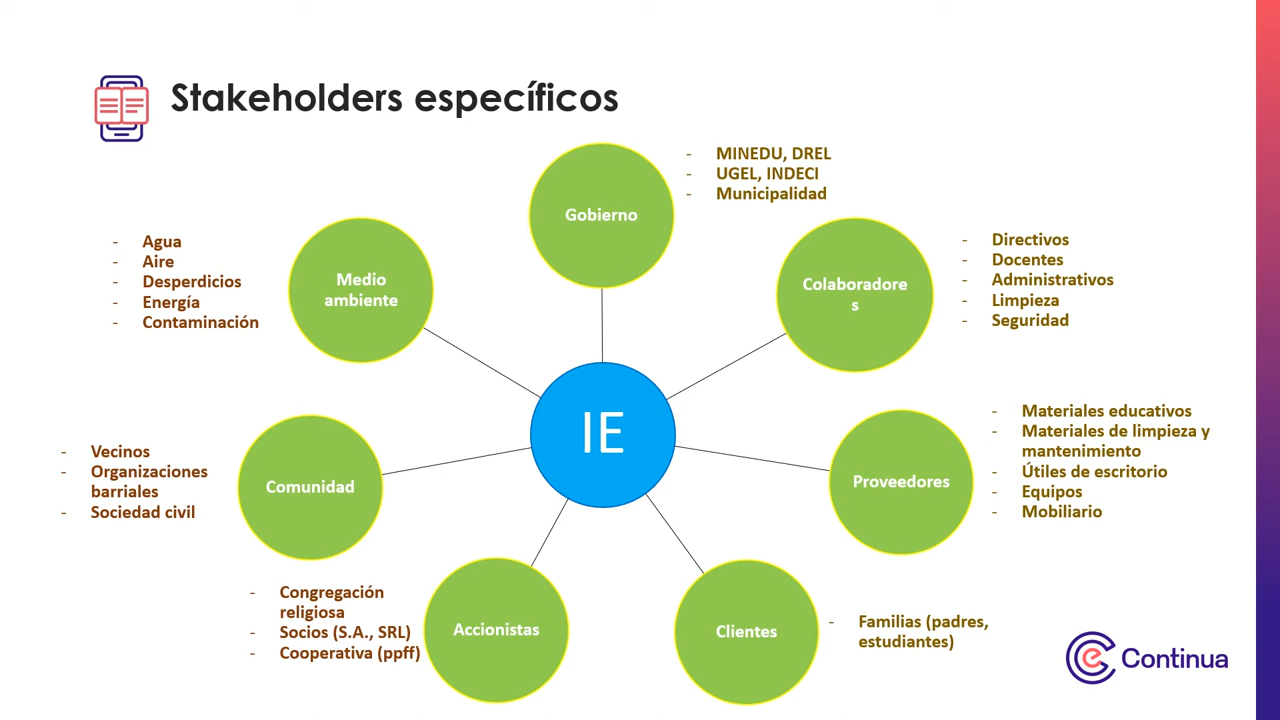 Stakeholders específicos
Gobierno
- MINEDU, DREL
- UGEL, INDECI
- Municipalidad
Colaboradore
s
- Directivos
- Docentes
- Administrativos
- Limpieza
- Seguridad
Medio
ambiente
- Agua
- Aire
- Desperdicios
- Energía
- Contaminación
IE
Proveedores
- Materiales educativos
- Materiales de limpieza y
mantenimiento
- Útiles de escritorio
- Equipos
- Mobiliario
Comunidad
- Vecinos
- Organizaciones
barriales
- Sociedad civil
Accionistas
- Congregación
religiosa
- Socios (S.A., SRL)
- Cooperativa (ppff)
Clientes
- Familias (padres,
estudiantes)
e Continua